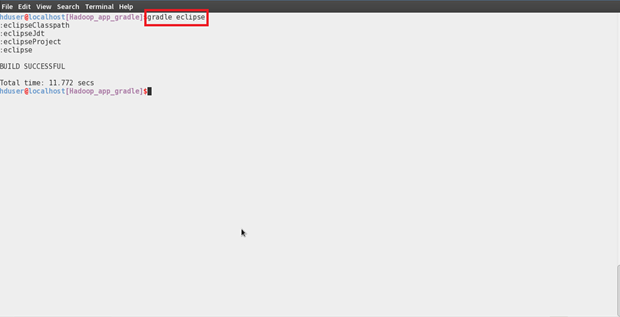 File Edit View Search Terminal Help
hduser@localhost[Hadoop_app_gradle]$gradle eclipse
:eclipseClasspath
:eclipseJdt
:eclipseProject
:eclipse
BUILD SUCCESSFUL
Total time: 11.772 secs
hduser@localhost[Hadoop_app_gradle]$